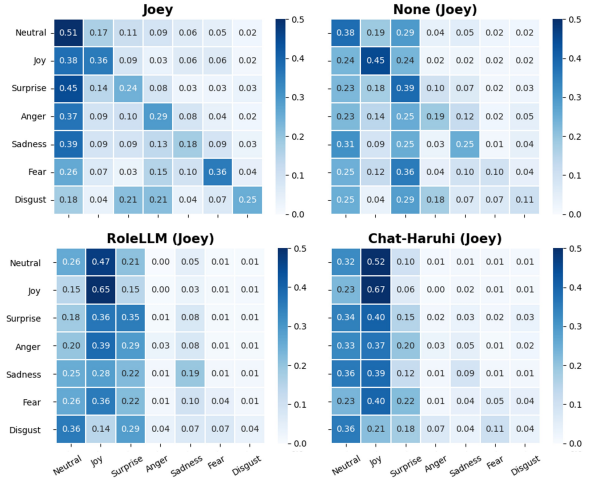 Joey
None (Joey)
Neutral 0.51 0.17 0.11 0.09 0.06 0.05 0.02
Joy 0.38 0.36 0.09 0.03 0.06 0.06 0.02
Surprise 0.45 0.14 0.24 0.08 0.03 0.03 0.03
Anger 0.37 0.09 0.10 0.29 0.08 0.04 0.02
Sadness 0.39 0.09 0.09 0.13 0.18 0.09 0.03
Fear 0.26 0.07 0.03 0.15 0.10 0.36 0.04
Disgust 0.18 0.04 0.21 0.21 0.04 0.07 0.25
0.5
0.4
0.3
0.2
0.1
0.0
0.38 0.19 0.29 0.04 0.05 0.02 0.02
0.24 0.45 0.24 0.02 0.02 0.02 0.02
0.23 0.18 0.39 0.10 0.07 0.02 0.03
0.23 0.14 0.25 0.19 0.12 0.02 0.05
0.31 0.09 0.25 0.03 0.25 0.01 0.04
0.25 0.12 0.36 0.04 0.10 0.10 0.04
0.25 0.04 0.29 0.18 0.07 0.07 0.11
0.5
0.4
0.3
0.2
0.1
0.0
RoleLLM (Joey)
Chat-Haruhi (Joey)
Neutral 0.26 0.47 0.21 0.00 0.05 0.01 0.01
Joy 0.15 0.65 0.15 0.00 0.03 0.01 0.01
Surprise 0.18 0.36 0.35 0.01 0.08 0.01 0.01
Anger 0.20 0.39 0.29 0.03 0.08 0.01 0.01
Sadness 0.25 0.28 0.22 0.01 0.19 0.01 0.01
Fear 0.26 0.36 0.22 0.01 0.10 0.04 0.01
Disgust 0.36 0.14 0.29 0.04 0.07 0.07 0.04
Neutral Joy Surprise Anger Sadness Fear Disgust
0.5
0.4
0.3
0.2
0.1
0.0
0.32 0.52 0.10 0.01 0.01 0.01 0.01
0.23 0.67 0.06 0.00 0.02 0.01 0.01
0.34 0.40 0.15 0.02 0.03 0.02 0.03
0.33 0.37 0.20 0.03 0.05 0.01 0.02
0.36 0.39 0.12 0.01 0.09 0.01 0.02
0.23 0.40 0.22 0.01 0.04 0.05 0.04
0.36 0.21 0.18 0.07 0.04 0.11 0.04
Neutral Joy Surprise Anger Sadness Fear Disgust
0.5
0.4
0.3
0.2
0.1
0.0